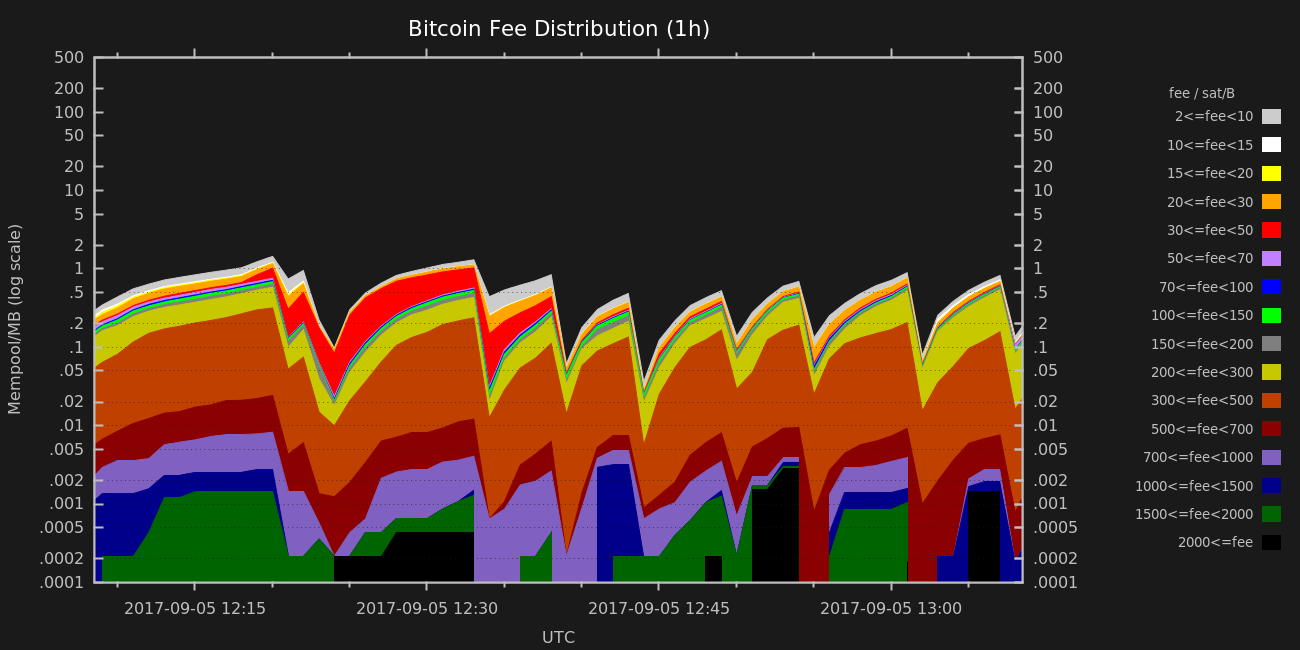 Bitcoin Fee Distribution (1h)
Mempool/MB (log scale)
500
200
100
50
20
10
5
2
1
.5
.2
.1
.05
.02
.01
.005
.002
.001
.0005
.0002
.0001
500
200
100
50
20
10
5
2
1
.5
.2
.1
.05
.02
.01
.005
.002
.001
.0005
.0002
.0001
2017-09-05 12:15
2017-09-05 12:30
2017-09-05 12:45
2017-09-05 13:00
UTC
fee / sat/B
2<=fee<10
10<=fee<15
15<=fee<20
20<=fee<30
30<=fee<50
50<=fee<70
70<=fee<100
100<=fee<150
150<=fee<200
200<=fee<300
300<=fee<500
500<=fee<700
700<=fee<1000
1000<=fee<1500
1500<=fee<2000
2000<=fee